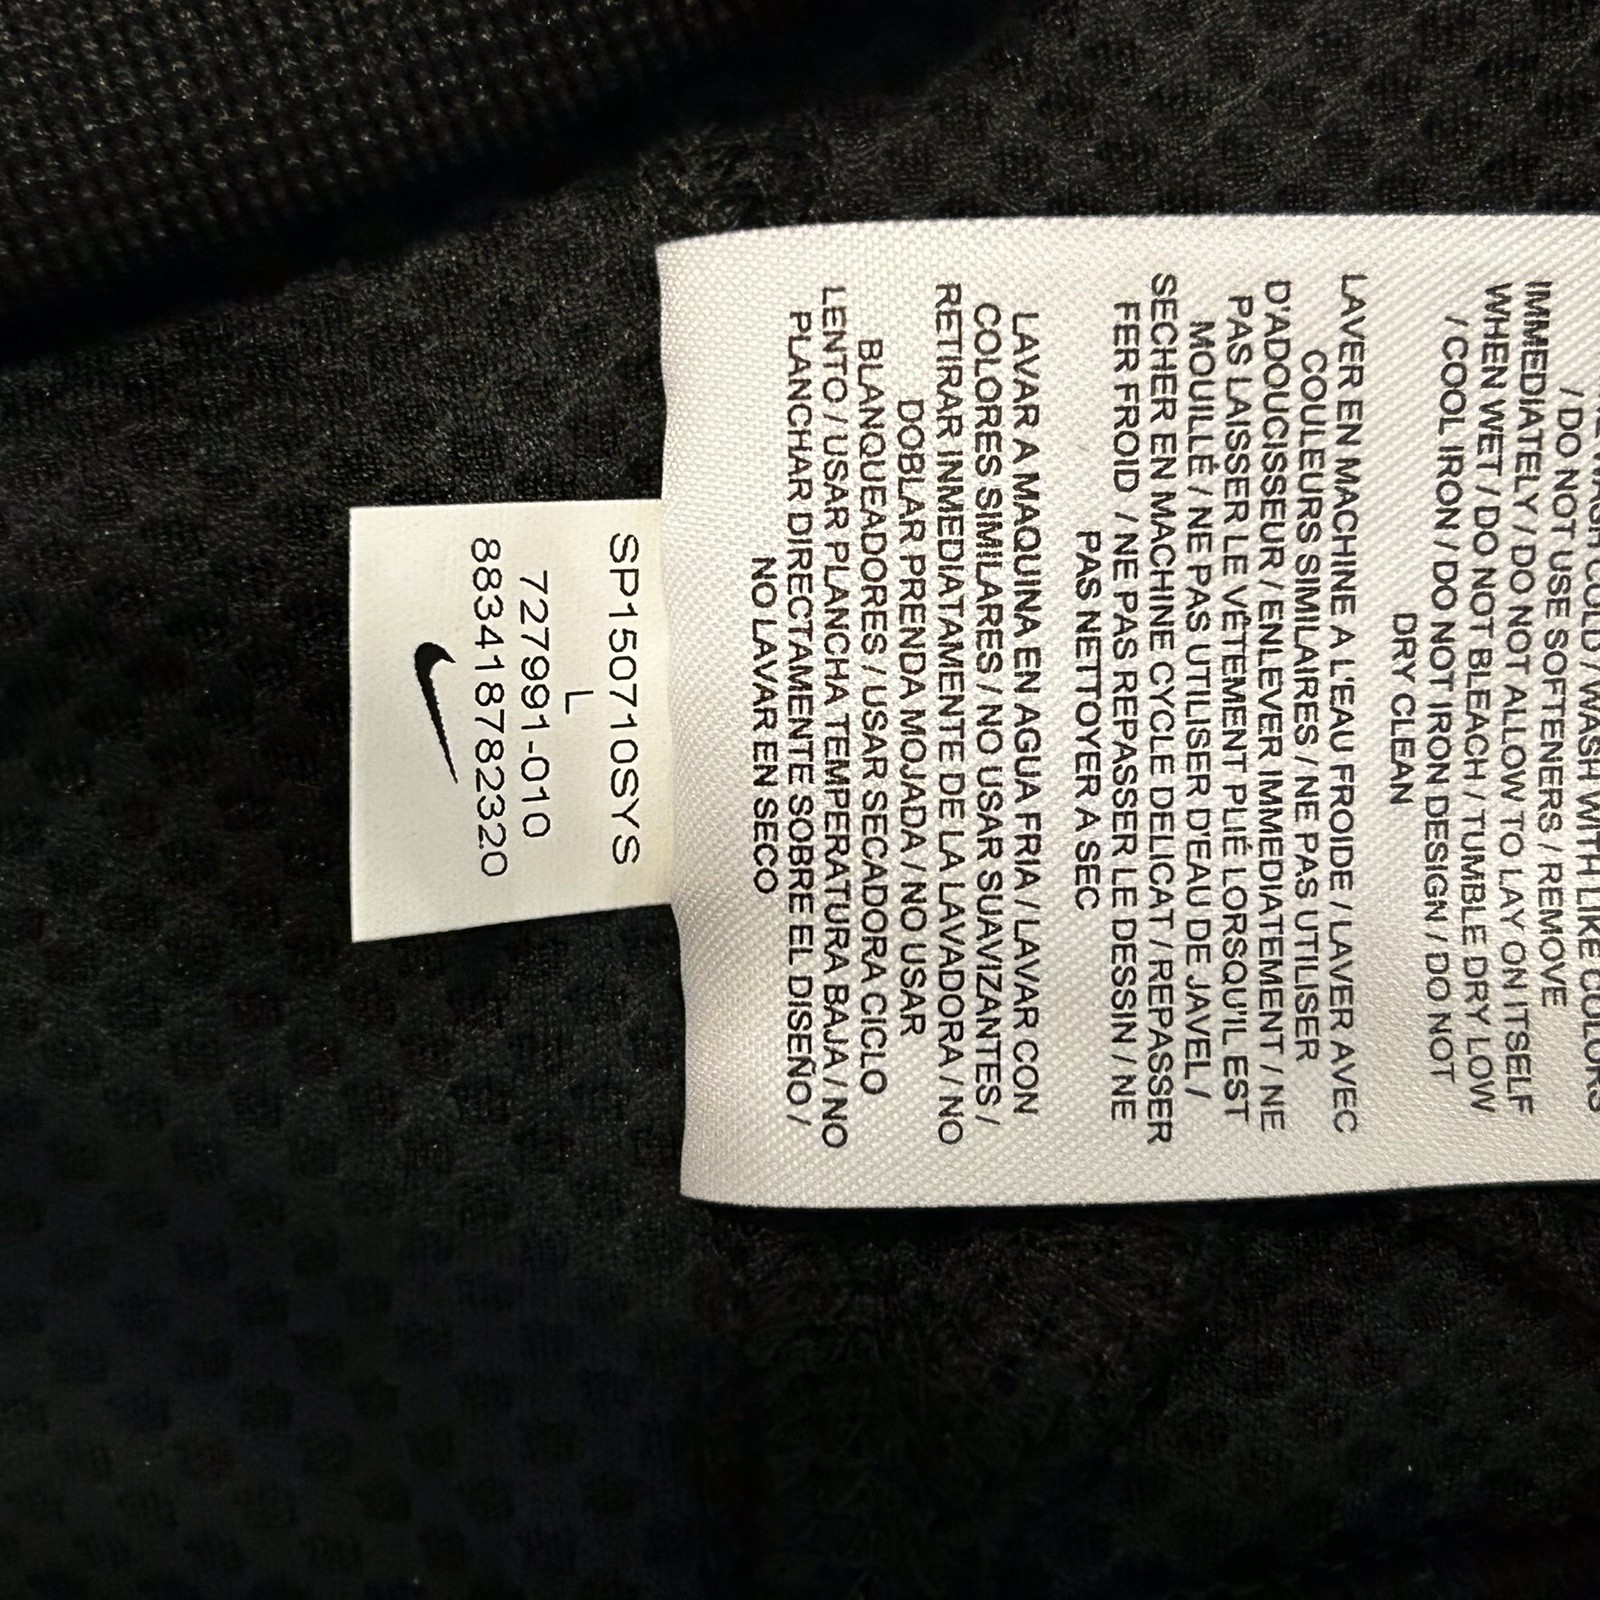 WASH COLD / WASH WITH LIKE COLORS
/ DO NOT USE SOFTENERS / REMOVE
IMMEDIATELY / DO NOT ALLOW TO LAY ON ITSELF
WHEN WET / DO NOT BLEACH / TUMBLE DRY LOW
/ COOL IRON / DO NOT IRON DESIGN / DO NOT
DRY CLEAN
LAVER EN MACHINE A L'EAU FROIDE / LAVER AVEC
COULEURS SIMILAIRES / NE PAS UTILISER
D'ADOUCISSEUR / ENLEVER IMMEDIATEMENT / NE
PAS LAISSER LE VÊTEMENT PLIÉ LORSQU'IL EST
MOUILLÉ / NE PAS UTILISER D'EAU DE JAVEL /
SECHER EN MACHINE CYCLE DELICAT / REPASSER
FER FROID / NE PAS REPASSER LE DESSIN / NE
PAS NETTOYER A SEC
LAVAR A MAQUINA EN AGUA FRIA / LAVAR CON
COLORES SIMILARES / NO USAR SUAVIZANTES /
RETIRAR INMEDIATAMENTE DE LA LAVADORA / NO
DOBLAR PRENDA MOJADA / NO USAR
BLANQUEADORES / USAR SECADORA CICLO
LENTO / USAR PLANCHA TEMPERATURA BAJA / NO
PLANCHAR DIRECTAMENTE SOBRE EL DISEÑO /
NO LAVAR EN SECO
SP150710SYS
L
727991-010
883418782320